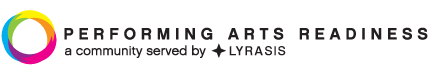 PERFORMING ARTS READINESS
a community served by LYRASIS